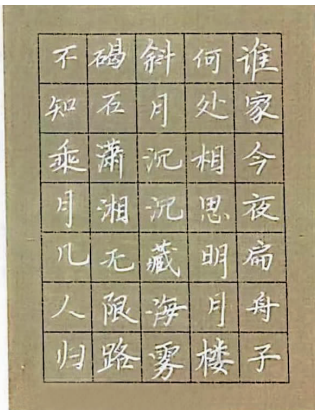 谁家今夜扁舟子
何处相思明月楼
斜月沉沉藏海雾
碣石潇湘无限路
不知乘月几人归